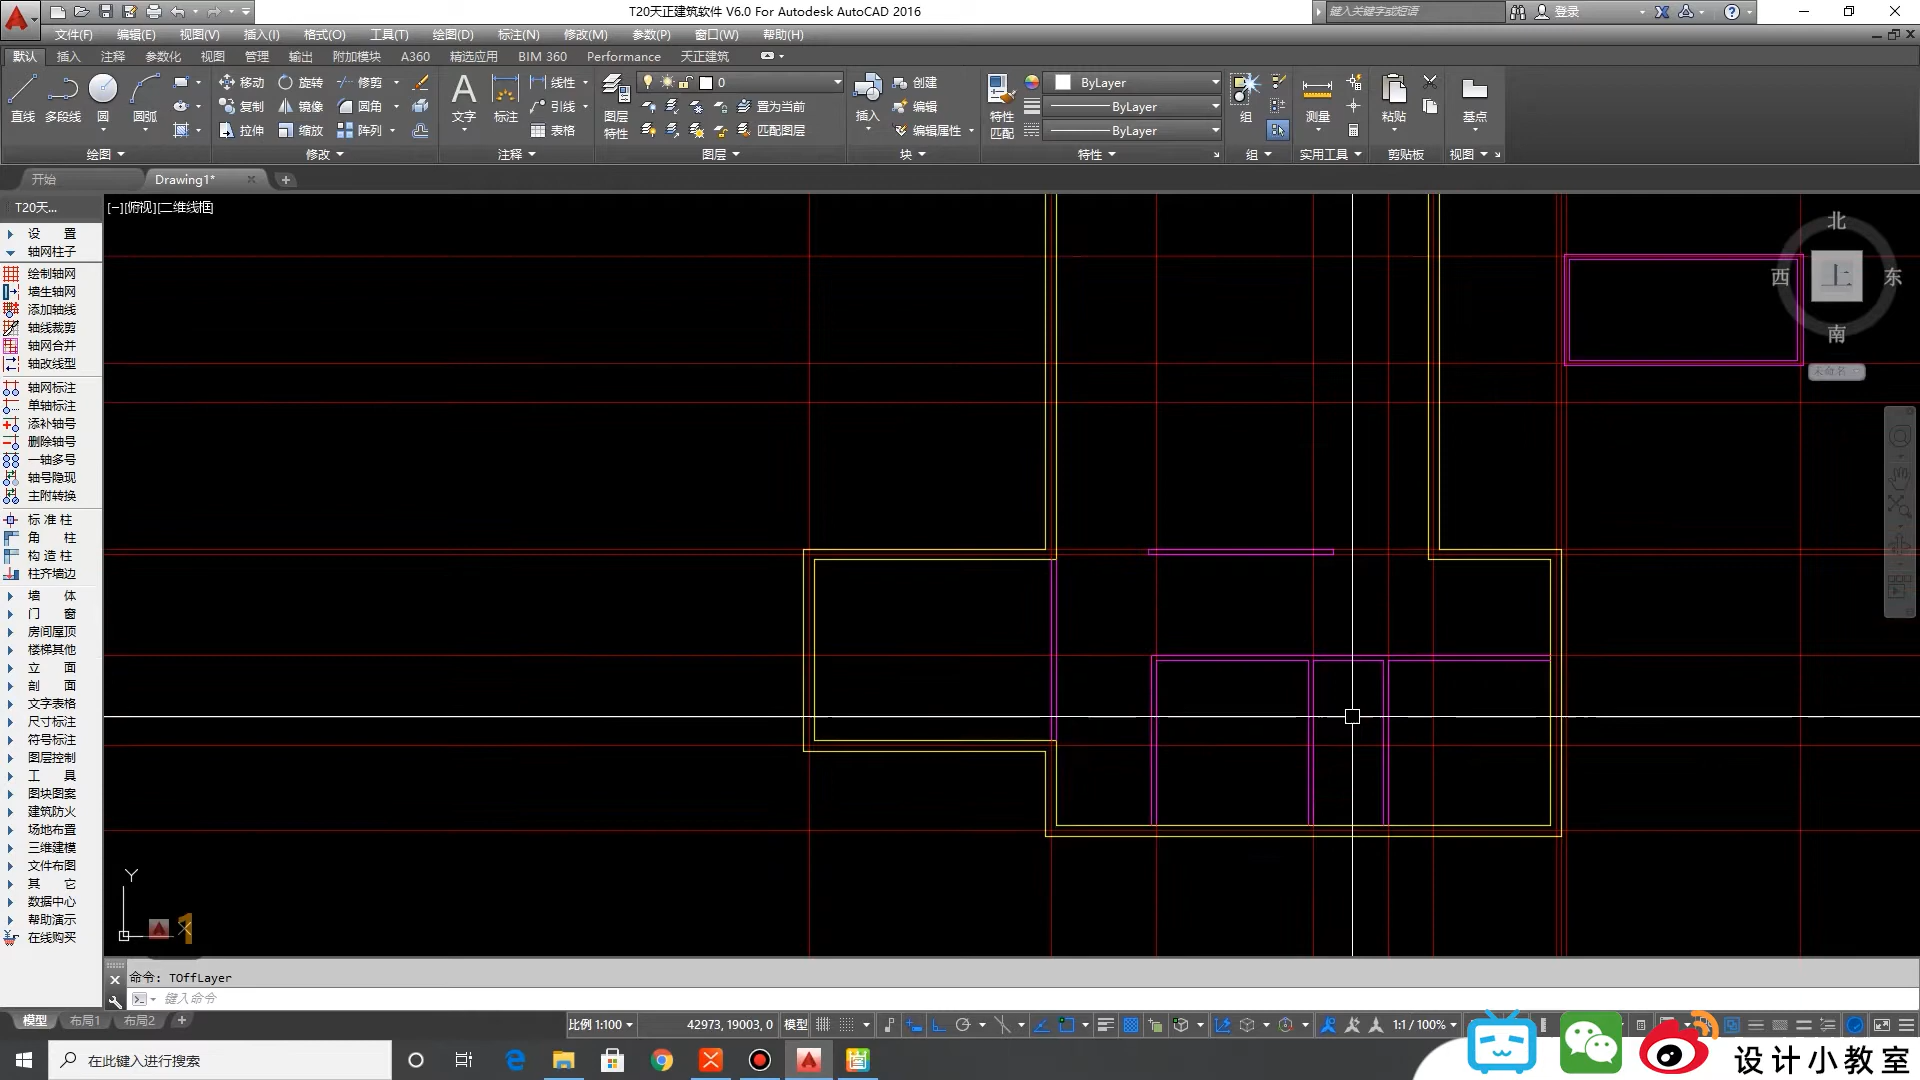 T20天正建筑软件 V6.0 For Autodesk AutoCAD 2016
键入关键字或短语
登录
文件(F) 编辑(E) 视图(V) 插入(I) 格式(O) 工具(T) 绘图(D) 标注(N) 修改(M) 参数(P) 窗口(W) 帮助(H)
默认 插入 注释 参数化 视图 管理 输出 附加模块 A360 精选应用 BIM 360 Performance 天正建筑
直线 多段线 圆 圆弧
移动 旋转 修剪
复制 镜像 圆角
拉伸 缩放 阵列
文字 标注
线性
引线
表格
图层
特性
0
置为当前
匹配图层
插入
创建
编辑
编辑属性
特性
匹配
ByLayer
ByLayer
ByLayer
组 测量 粘贴 基点
绘图 修改 注释 图层 块 特性 组 实用工具 剪贴板 视图
开始 Drawing1*
T20天...
[−][俯视][二维线框]
设 置
轴网柱子
绘制轴网
墙生轴网
添加轴线
轴线裁剪
轴网合并
轴改线型
轴网标注
单轴标注
添补轴号
删除轴号
一轴多号
轴号隐现
主附转换
标 准 柱
角 柱
构 造 柱
柱齐墙边
墙 体
门 窗
房间屋顶
楼梯其他
立 面
剖 面
文字表格
尺寸标注
符号标注
图层控制
工 具
图块图案
建筑防火
场地布置
三维建模
文件布图
其 它
数据中心
帮助演示
在线购买
北
西 上 东
南
未命名
Y
X
1
命令: TOffLayer
键入命令
模型 布局1 布局2
比例 1:100 42973, 19003, 0 模型 1:1 / 100%
在此键入进行搜索
设计小教室